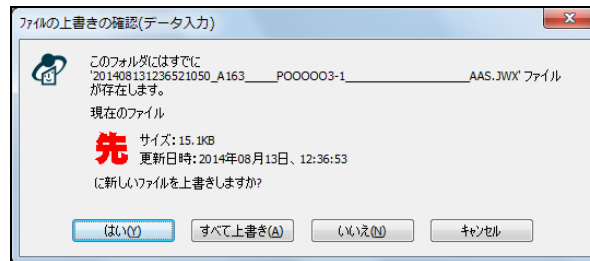 ファイルの上書きの確認(データ入力)
このフォルダにはすでに
'201408131236521050_A163_____P000003-1____________________AAS.JWX' ファイル
が存在します。
現在のファイル
先
サイズ: 15.1KB
更新日時: 2014年08月13日、12:36:53
に新しいファイルを上書きしますか?
はい(Y) すべて上書き(A) いいえ(N) キャンセル